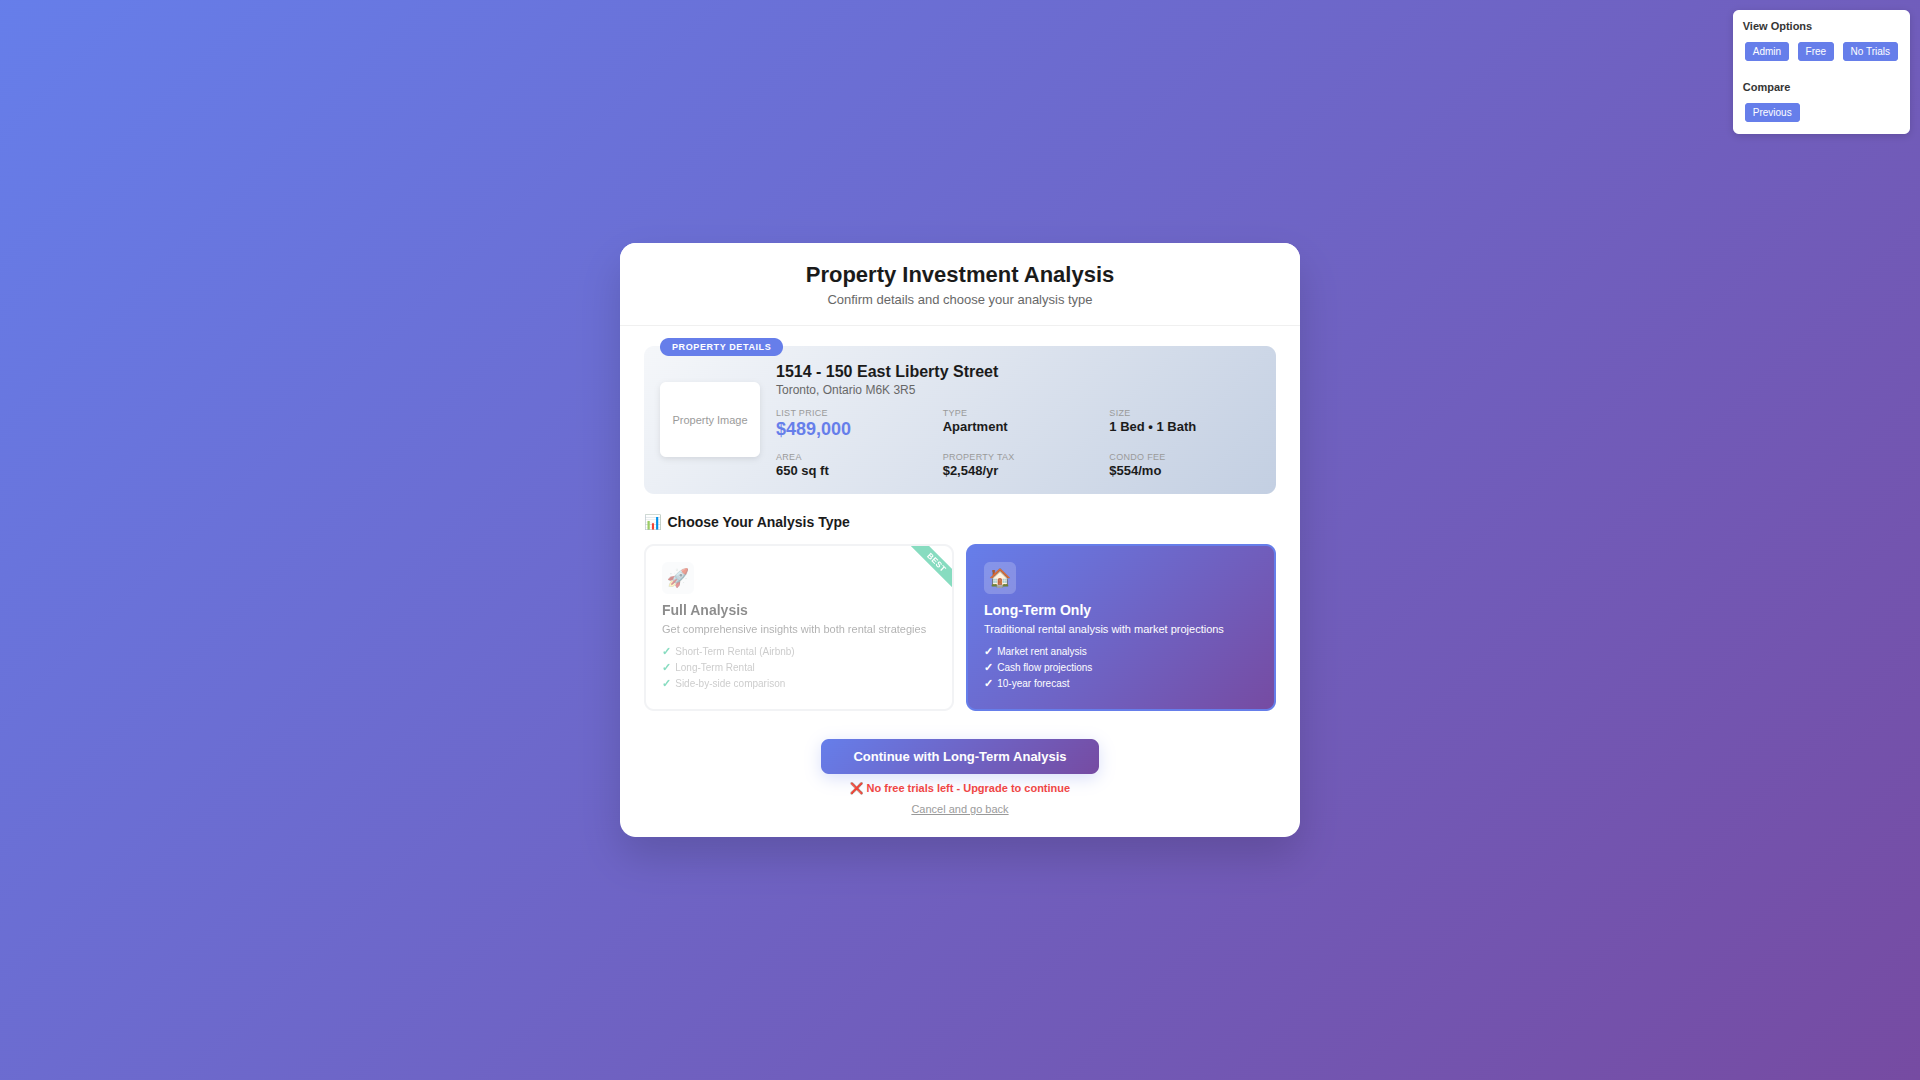 View Options
Admin Free No Trials
Compare
Previous
Property Investment Analysis
Confirm details and choose your analysis type
PROPERTY DETAILS
Property Image
1514 - 150 East Liberty Street
Toronto, Ontario M6K 3R5
LIST PRICE TYPE SIZE
$489,000 Apartment 1 Bed • 1 Bath
AREA PROPERTY TAX CONDO FEE
650 sq ft $2,548/yr $554/mo
📊 Choose Your Analysis Type
BEST
🚀
Full Analysis
Get comprehensive insights with both rental strategies
✓ Short-Term Rental (Airbnb)
✓ Long-Term Rental
✓ Side-by-side comparison
🏠
Long-Term Only
Traditional rental analysis with market projections
✓ Market rent analysis
✓ Cash flow projections
✓ 10-year forecast
Continue with Long-Term Analysis
❌ No free trials left - Upgrade to continue
Cancel and go back